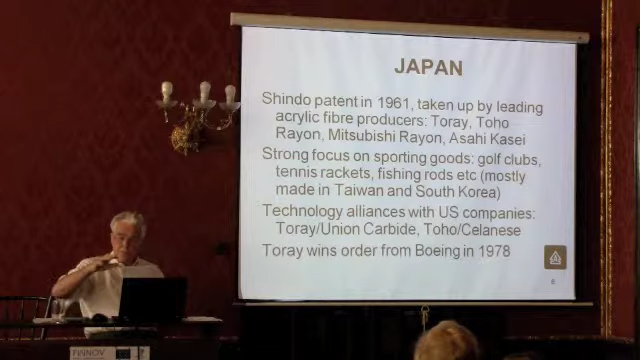 JAPAN
Shindo patent in 1961, taken up by leading
acrylic fibre producers: Toray, Toho
Rayon, Mitsubishi Rayon, Asahi Kasei
Strong focus on sporting goods: golf clubs,
tennis rackets, fishing rods etc (mostly
made in Taiwan and South Korea)
Technology alliances with US companies:
Toray/Union Carbide, Toho/Celanese
Toray wins order from Boeing in 1978